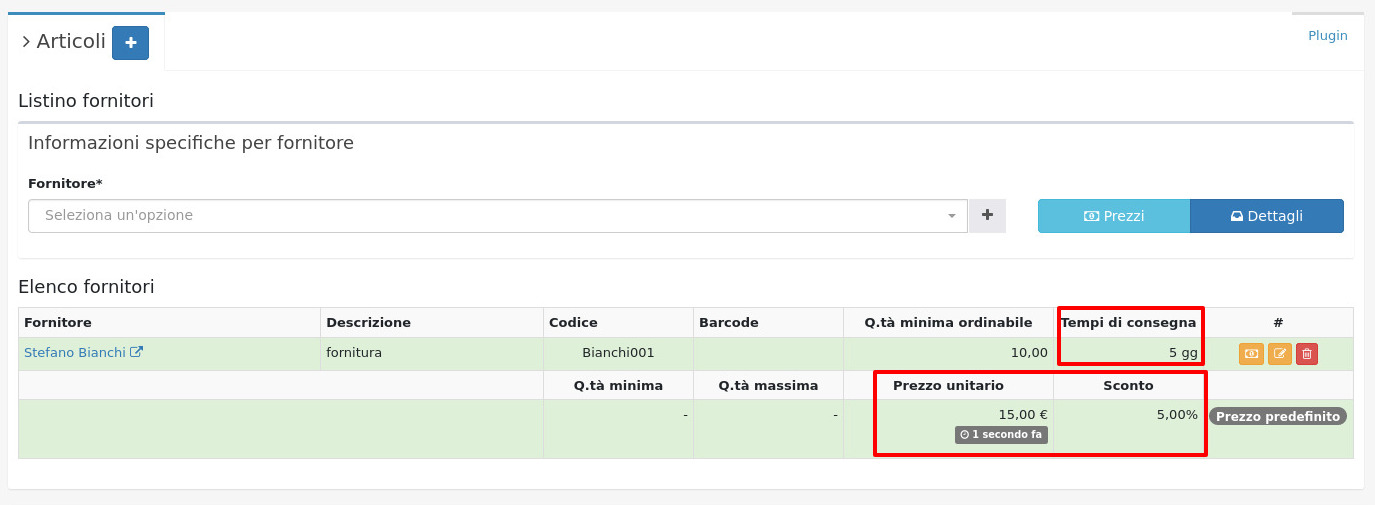 Articoli
Plugin
Listino fornitori
Informazioni specifiche per fornitore
Fornitore*
Seleziona un'opzione
Prezzi Dettagli
Elenco fornitori
Fornitore Descrizione Codice Barcode Q.tà minima ordinabile Tempi di consegna #
Stefano Bianchi fornitura Bianchi001 10,00 5 gg
Q.tà minima Q.tà massima Prezzo unitario Sconto
- - 15,00 € 5,00% Prezzo predefinito
1 secondo fa